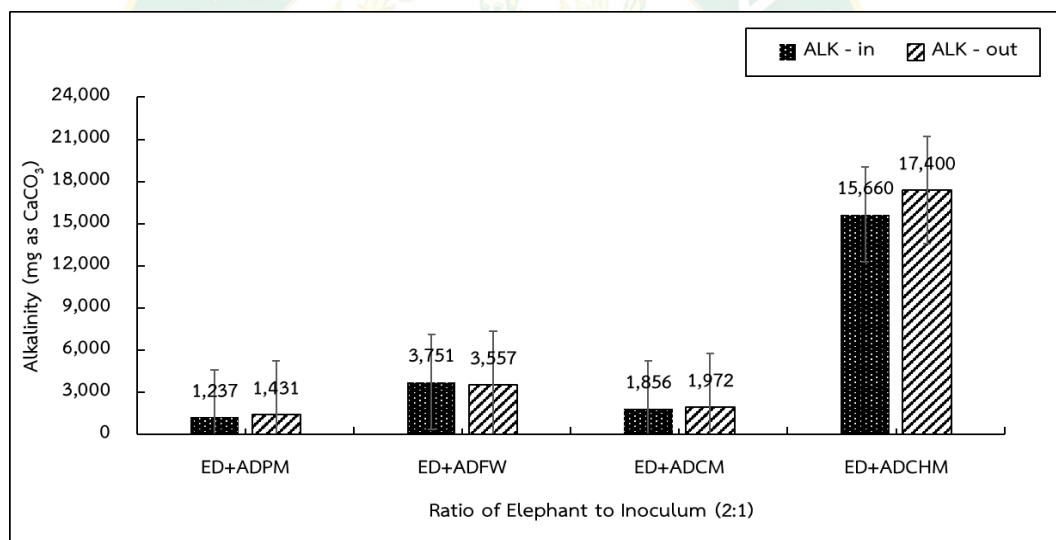 ALK - in ALK - out
24,000
21,000
18,000
15,000
12,000
9,000
6,000
3,000
0
Alkalinity (mg as CaCO₃)
1,237 1,431 3,751 3,557 1,856 1,972 15,660 17,400
ED+ADPM ED+ADFW ED+ADCM ED+ADCHM
Ratio of Elephant to Inoculum (2:1)